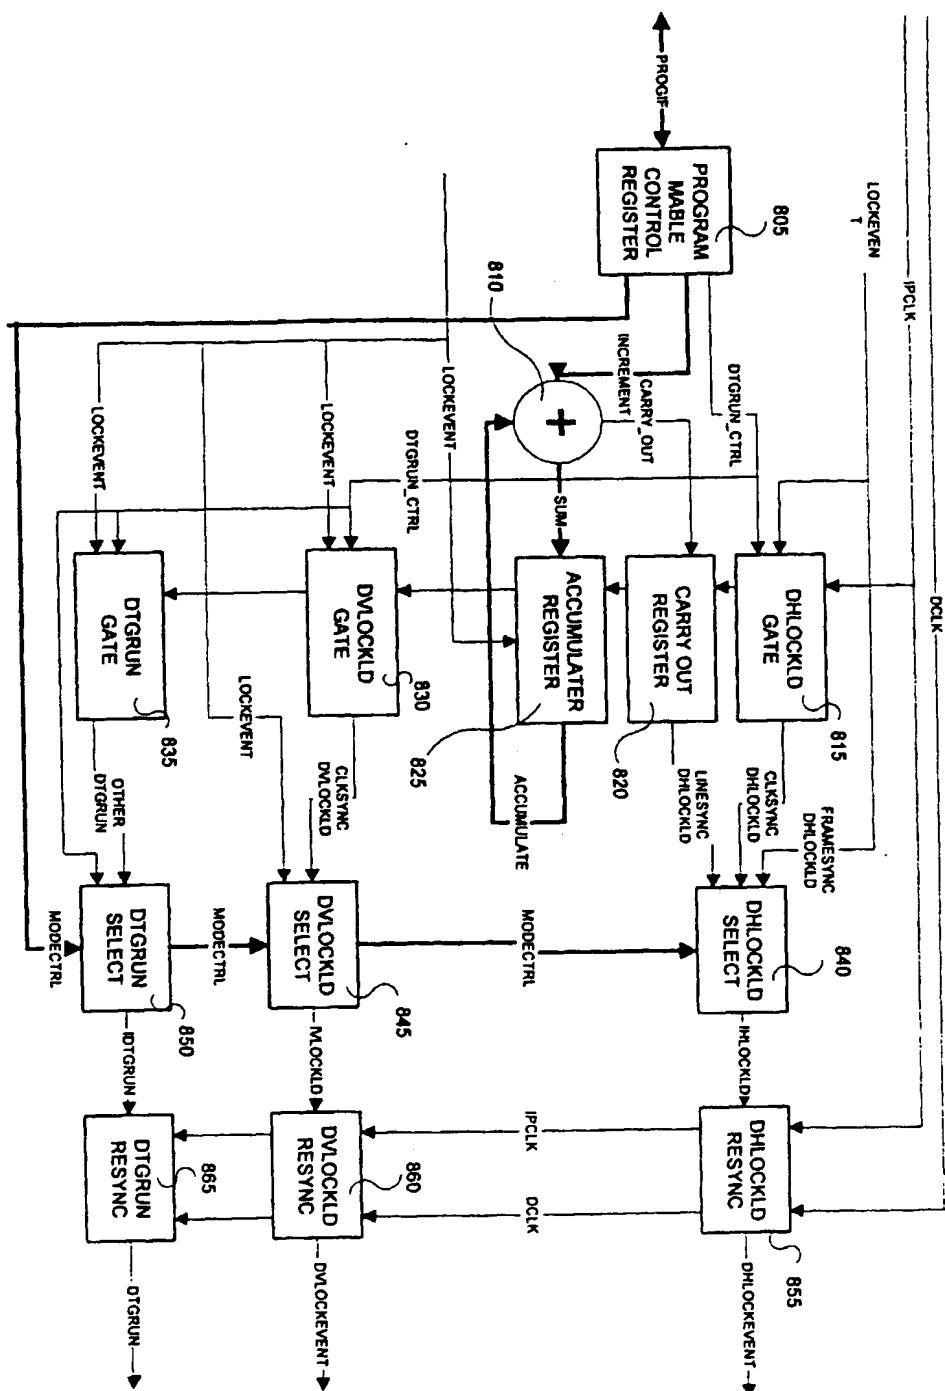 DCLK
IPCLK
LOCKEVEN
T
PROGIF
PROGRAM
MABLE
CONTROL
REGISTER
805
810
DTGRUN_CTRL
INCREMENT
CARRY_OUT
+
SUM
LOCKEVENT
DTGRUN_CTRL
LOCKEVENT
LOCKEVENT
DHLOCKLD
GATE
815
CARRY OUT
REGISTER
820
ACCUMULATER
REGISTER
825
DVLOCKLD
GATE
830
DTGRUN
GATE
835
FRAMESYNC
DHLOCKLD
CLKSYNC
DHLOCKLD
LINESYNC
DHLOCKLD
ACCUMULATE
CLKSYNC
DVLOCKLD
LOCKEVENT
OTHER
DTGRUN
DHLOCKLD
SELECT
840
MODECTRL
DVLOCKLD
SELECT
845
MODECTRL
DTGRUN
SELECT
850
MODECTRL
IHLOCKLD
IVLOCKLD
IDTGRUN
DHLOCKLD
RESYNC
855
IPCLK
DCLK
DVLOCKLD
RESYNC
860
DTGRUN
RESYNC
865
DHLOCKEVENT
DVLOCKEVENT
DTGRUN